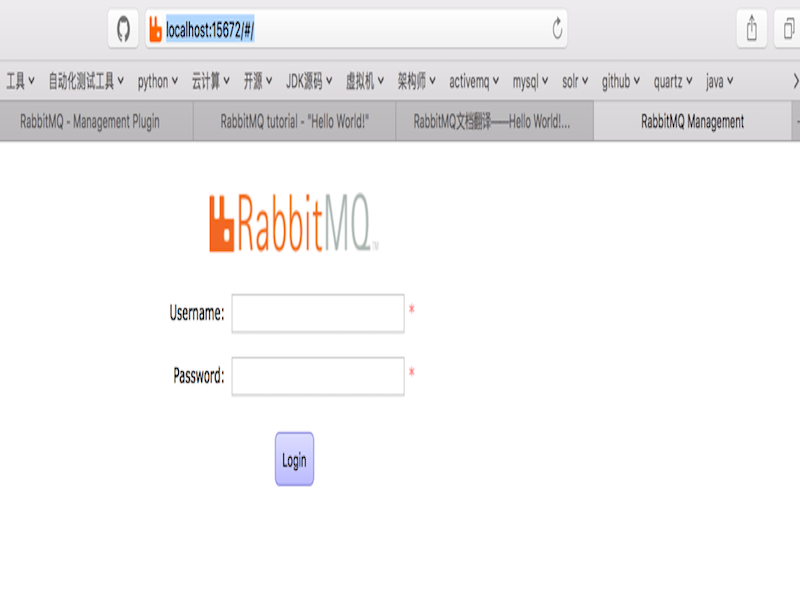 localhost:15672/#/
工具 自动化测试工具 python 云计算 开源 JDK源码 虚拟机 架构师 activemq mysql solr github quartz java
RabbitMQ - Management Plugin RabbitMQ tutorial - "Hello World!" RabbitMQ文档翻译——Hello World!... RabbitMQ Management
RabbitMQ™
Username: *
Password: *
Login